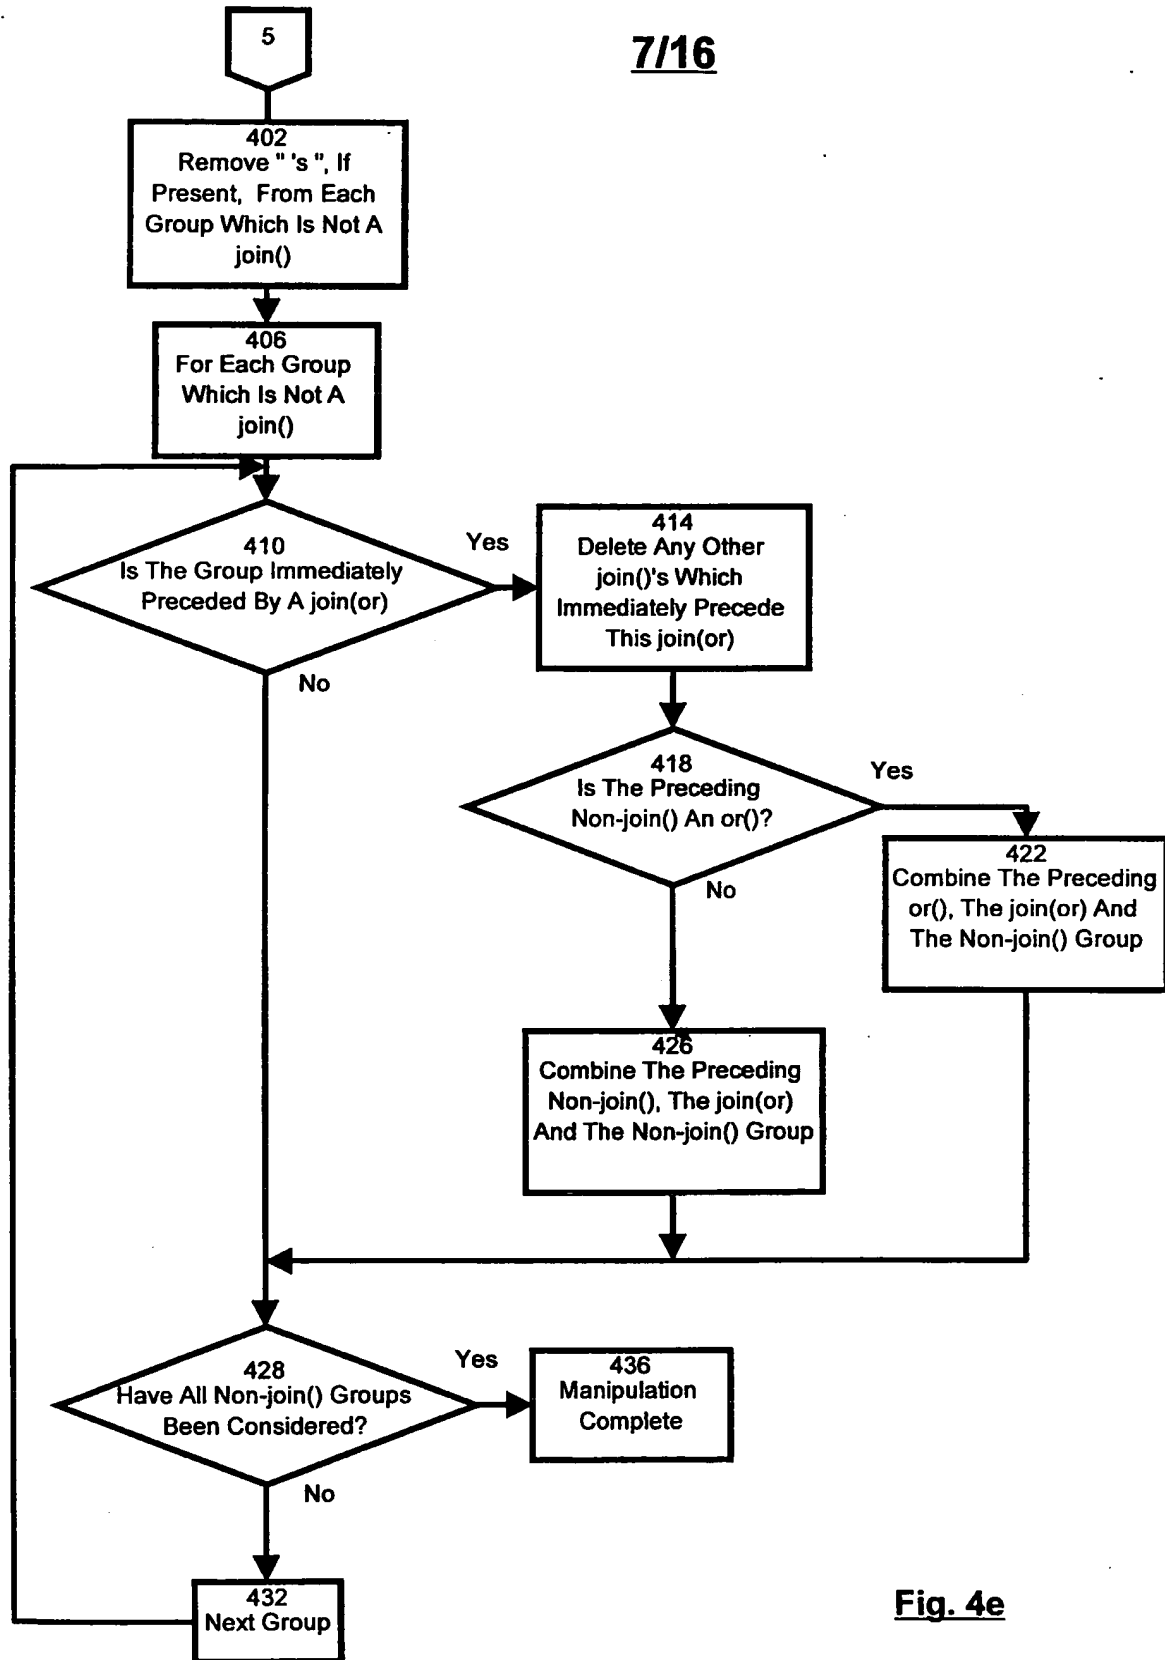 5
7/16
402
Remove " 's ", If
Present, From Each
Group Which Is Not A
join()
406
For Each Group
Which Is Not A
join()
410
Is The Group Immediately
Preceded By A join(or)
Yes
No
414
Delete Any Other
join()'s Which
Immediately Precede
This join(or)
418
Is The Preceding
Non-join() An or()?
Yes
No
422
Combine The Preceding
or(), The join(or) And
The Non-join() Group
426
Combine The Preceding
Non-join(), The join(or)
And The Non-join() Group
428
Have All Non-join() Groups
Been Considered?
Yes
No
436
Manipulation
Complete
432
Next Group
Fig. 4e